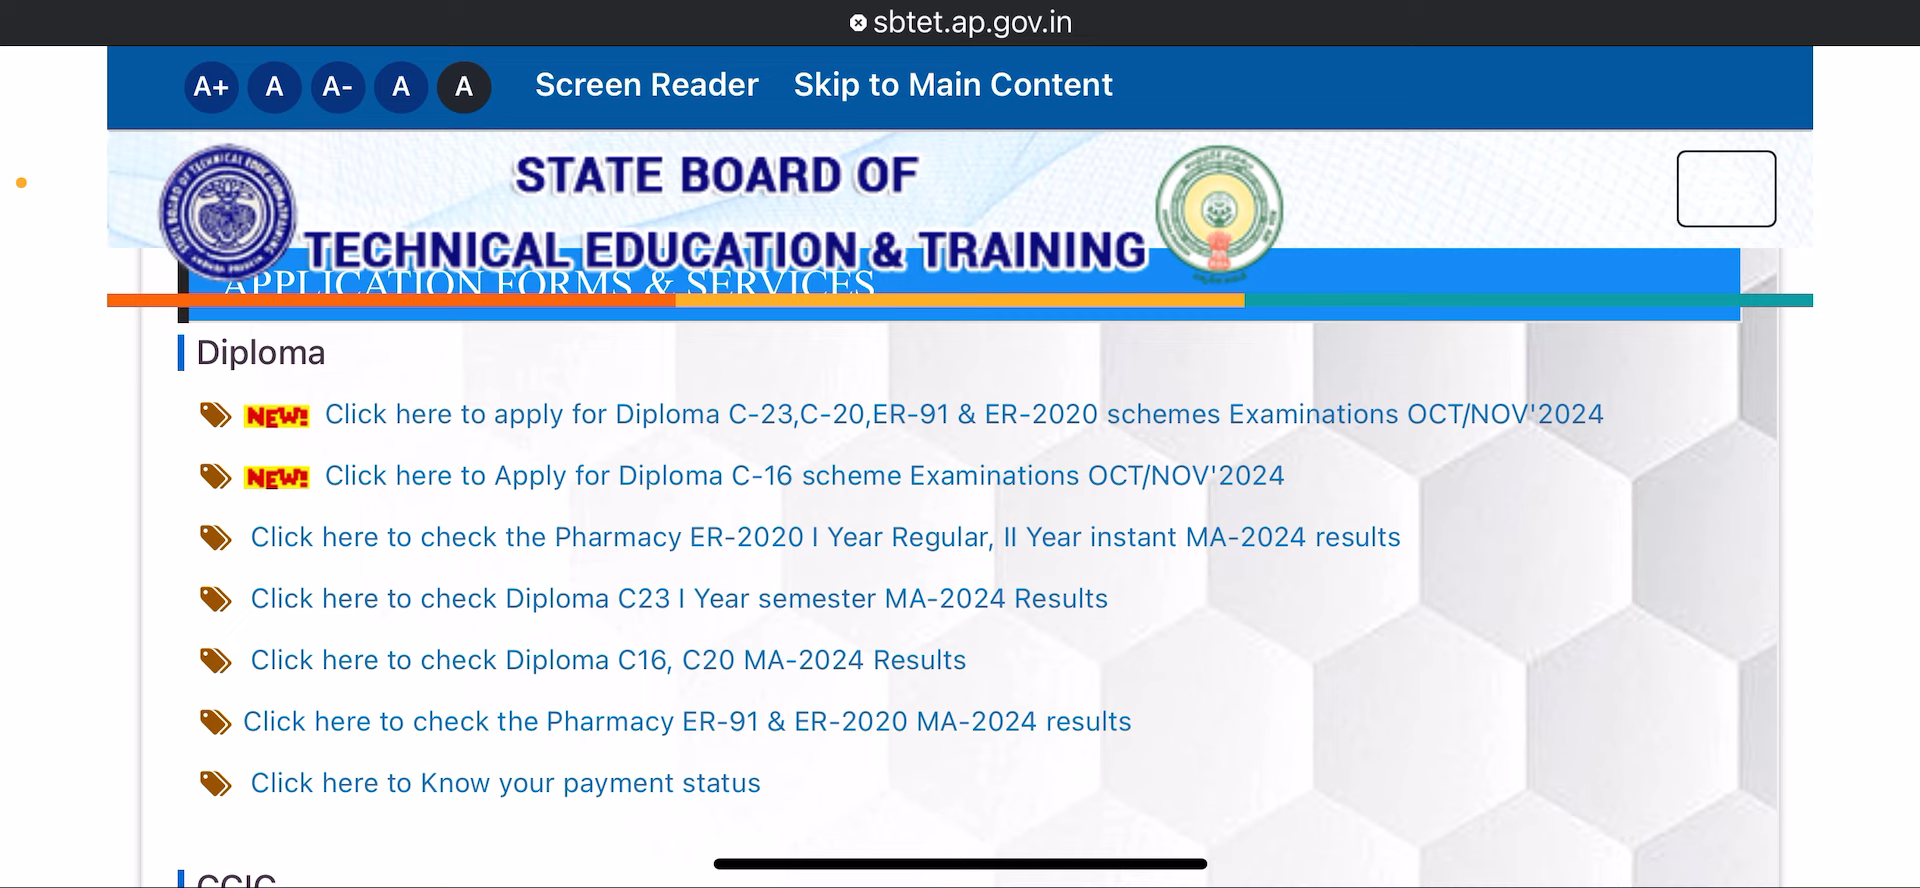 sbtet.ap.gov.in
A+ A A- A A Screen Reader Skip to Main Content
STATE BOARD OF
TECHNICAL EDUCATION & TRAINING
APPLICATION FORMS & SERVICES
Diploma
NEW! Click here to apply for Diploma C-23,C-20,ER-91 & ER-2020 schemes Examinations OCT/NOV'2024
NEW! Click here to Apply for Diploma C-16 scheme Examinations OCT/NOV'2024
Click here to check the Pharmacy ER-2020 I Year Regular, II Year instant MA-2024 results
Click here to check Diploma C23 I Year semester MA-2024 Results
Click here to check Diploma C16, C20 MA-2024 Results
Click here to check the Pharmacy ER-91 & ER-2020 MA-2024 results
Click here to Know your payment status
CCIC